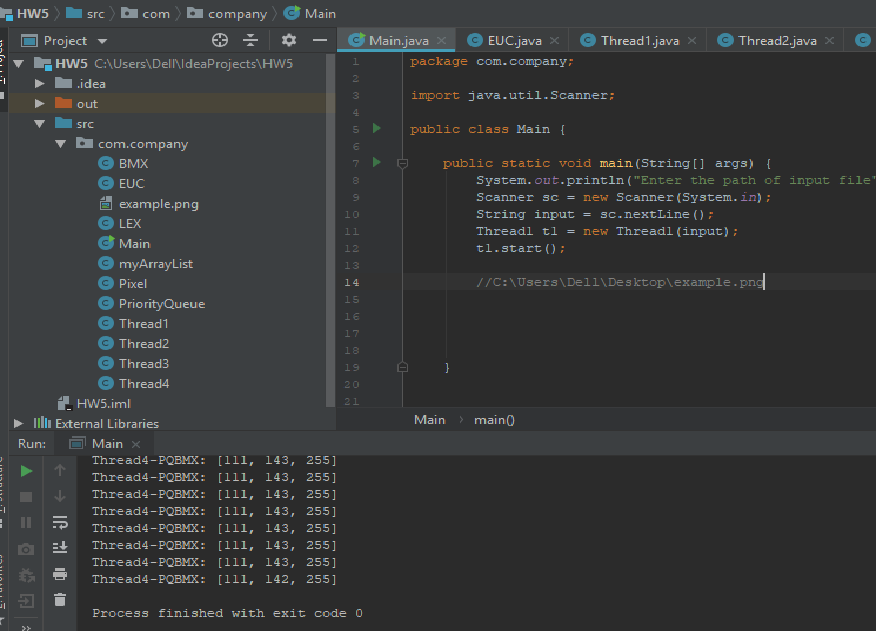 HW5 src com company Main
Project
Main.java EUC.java Thread1.java Thread2.java
HW5 C:\Users\Dell\IdeaProjects\HW5
.idea
out
src
com.company
BMX
EUC
example.png
LEX
Main
myArrayList
Pixel
PriorityQueue
Thread1
Thread2
Thread3
Thread4
HW5.iml
External Libraries
1 package com.company;
2
3 import java.util.Scanner;
4
5 public class Main {
6
7 public static void main(String[] args) {
8 System.out.println("Enter the path of input file"
9 Scanner sc = new Scanner(System.in);
10 String input = sc.nextLine();
11 Thread1 t1 = new Thread1(input);
12 t1.start();
13
14 //C:\Users\Dell\Desktop\example.png
15
16
17
18
19 }
20
21
Main main()
Run: Main
Thread4-PQBMX: [111, 143, 255]
Thread4-PQBMX: [111, 143, 255]
Thread4-PQBMX: [111, 143, 255]
Thread4-PQBMX: [111, 143, 255]
Thread4-PQBMX: [111, 143, 255]
Thread4-PQBMX: [111, 143, 255]
Thread4-PQBMX: [111, 143, 255]
Thread4-PQBMX: [111, 142, 255]
Process finished with exit code 0